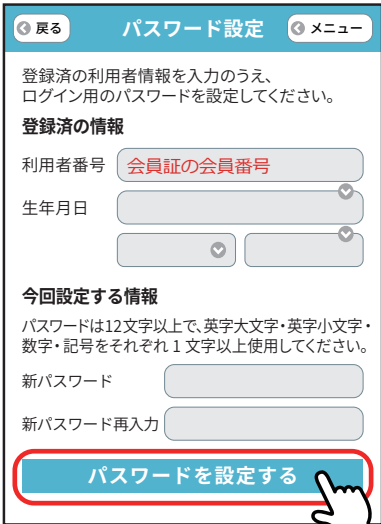 戻る パスワード設定 メニュー
登録済の利用者情報を入力のうえ、
ログイン用のパスワードを設定してください。
登録済の情報
利用者番号 会員証の会員番号
生年月日
今回設定する情報
パスワードは12文字以上で、英字大文字・英字小文字・
数字・記号をそれぞれ1文字以上使用してください。
新パスワード
新パスワード再入力
パスワードを設定する